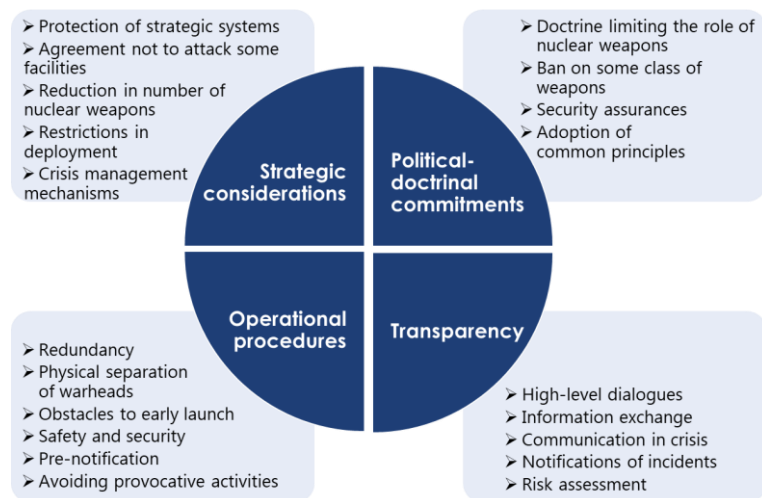 ➢ Protection of strategic systems
➢ Agreement not to attack some
facilities
➢ Reduction in number of
nuclear weapons
➢ Restrictions in
deployment
➢ Crisis management
mechanisms
Strategic
considerations
➢ Doctrine limiting the role of
nuclear weapons
➢ Ban on some class of
weapons
➢ Security assurances
➢ Adoption of
common principles
Political-
doctrinal
commitments
➢ Redundancy
➢ Physical separation
of warheads
➢ Obstacles to early launch
➢ Safety and security
➢ Pre-notification
➢ Avoiding provocative activities
Operational
procedures
Transparency
➢ High-level dialogues
➢ Information exchange
➢ Communication in crisis
➢ Notifications of incidents
➢ Risk assessment